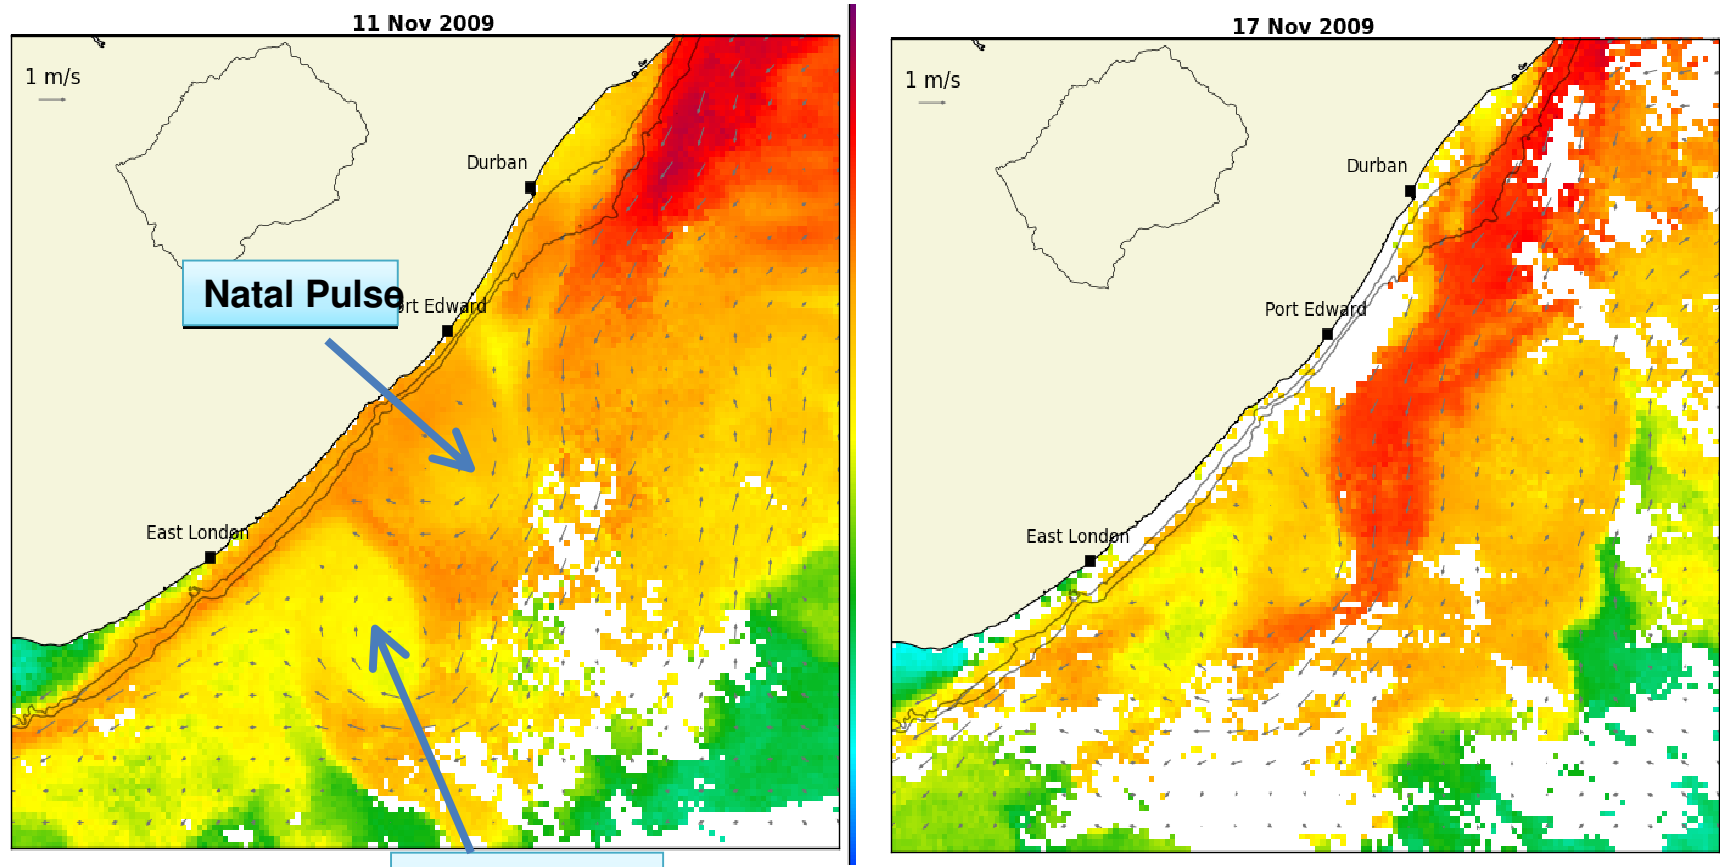 11 Nov 2009
1 m/s
Durban
Natal Pulse
ort Edward
East London
17 Nov 2009
1 m/s
Durban
Port Edward
East London